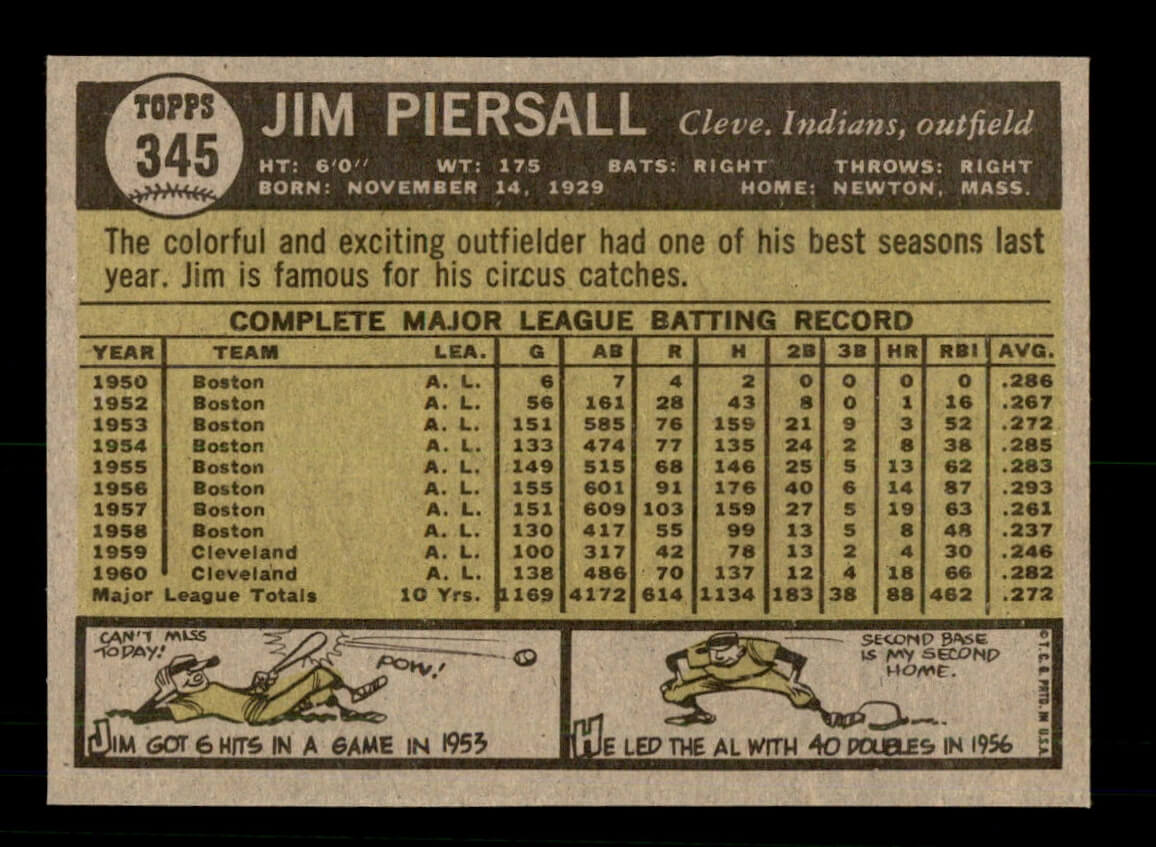 TOPPS
345
JIM PIERSALL Cleve. Indians, outfield
HT: 6'0" WT: 175 BATS: RIGHT THROWS: RIGHT
BORN: NOVEMBER 14, 1929 HOME: NEWTON, MASS.
The colorful and exciting outfielder had one of his best seasons last
year. Jim is famous for his circus catches.
COMPLETE MAJOR LEAGUE BATTING RECORD
YEAR TEAM LEA. G AB R H 2B 3B HR RBI AVG.
1950 Boston A. L. 6 7 4 2 0 0 0 0 .286
1952 Boston A. L. 56 161 28 43 8 0 1 16 .267
1953 Boston A. L. 151 585 76 159 21 9 3 52 .272
1954 Boston A. L. 133 474 77 135 24 2 8 38 .285
1955 Boston A. L. 149 515 68 146 25 5 13 62 .283
1956 Boston A. L. 155 601 91 176 40 6 14 87 .293
1957 Boston A. L. 151 609 103 159 27 5 19 63 .261
1958 Boston A. L. 130 417 55 99 13 5 8 48 .237
1959 Cleveland A. L. 100 317 42 78 13 2 4 30 .246
1960 Cleveland A. L. 138 486 70 137 12 4 18 66 .282
Major League Totals 10 Yrs. 1169 4172 614 1134 183 38 88 462 .272
CAN'T MISS
TODAY!
POW!
JIM GOT 6 HITS IN A GAME IN 1953
SECOND BASE
IS MY SECOND
HOME.
HE LED THE AL WITH 40 DOUBLES IN 1956
© T. C. G. PRTD. IN U.S.A.